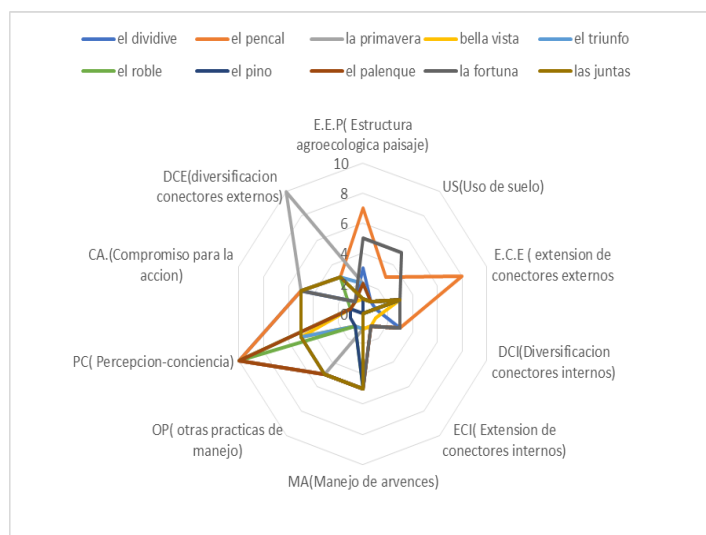 el dividive el pencal la primavera bella vista el triunfo
el roble el pino el palenque la fortuna las juntas
E.E.P( Estructura
agroecologica paisaje)
10
DCE(diversificacion
conectores externos)
US(Uso de suelo)
8
6
CA.(Compromiso para la
accion)
4
E.C.E ( extension de
conectores externos
2
0
PC( Percepcion-conciencia)
DCI(Diversificacion
conectores internos)
OP( otras practicas de
manejo)
ECI( Extension de
conectores internos)
MA(Manejo de arvences)